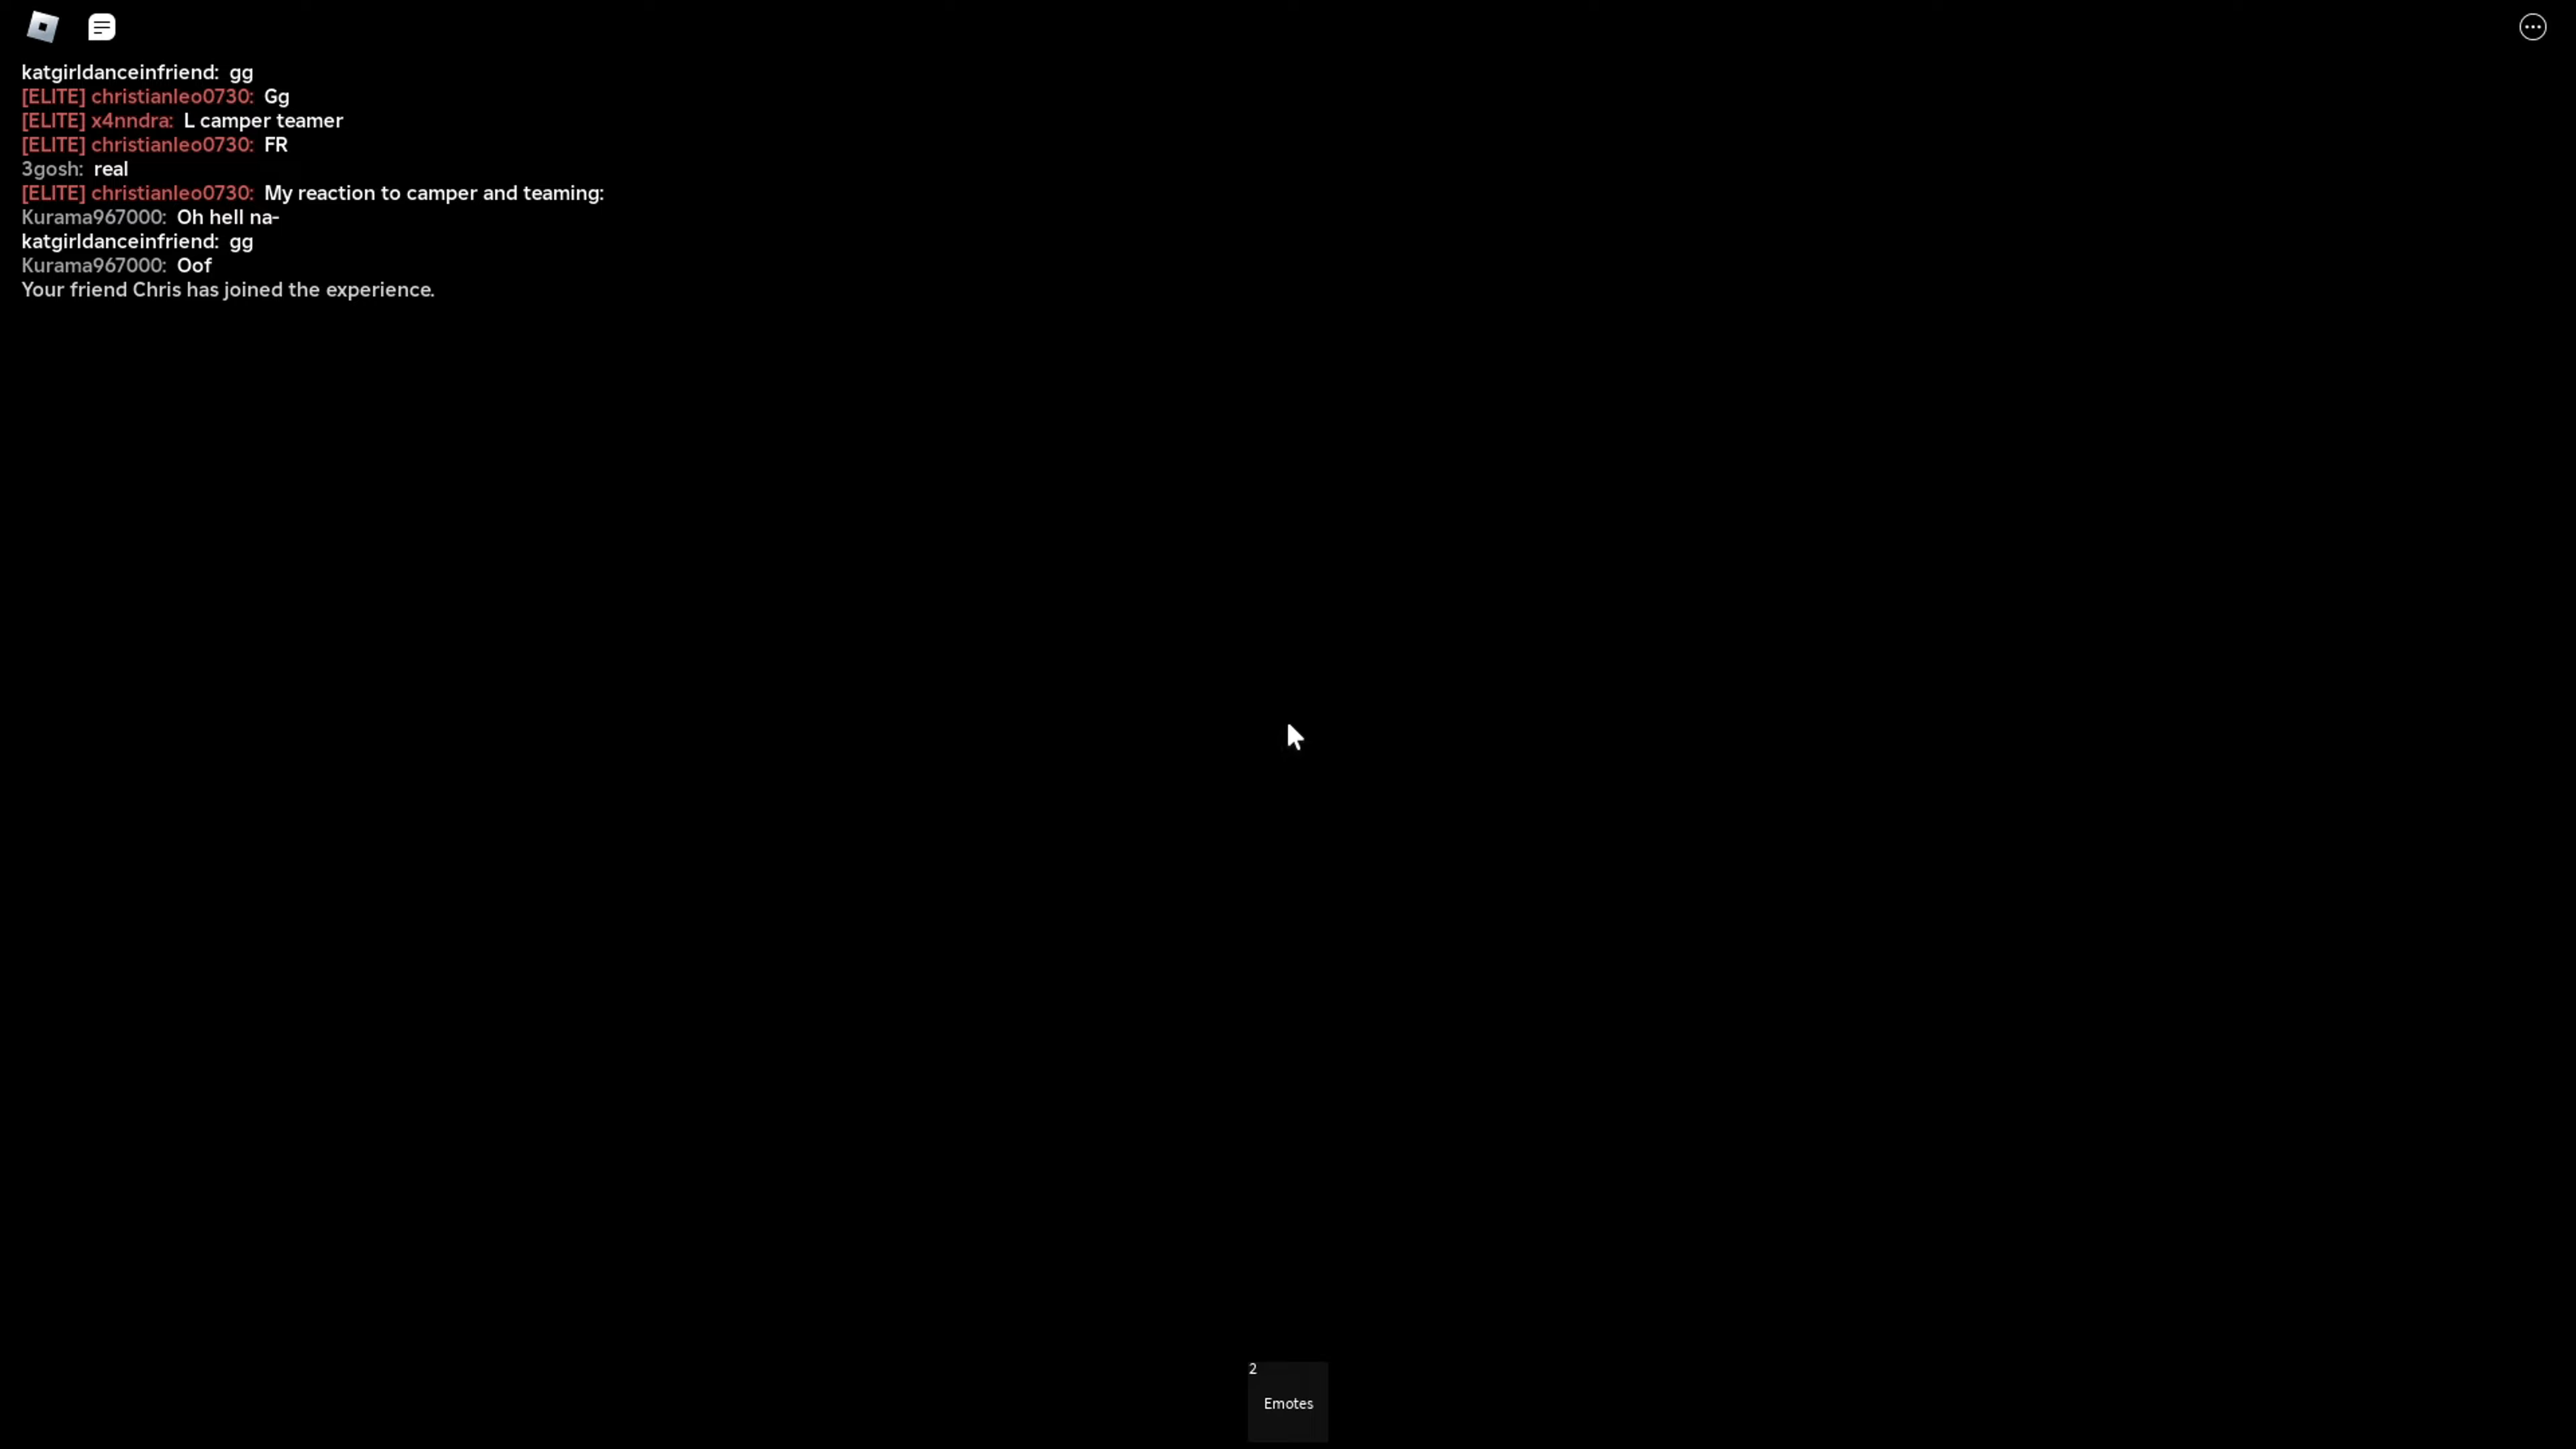 katgirldanceinfriend: gg
[ELITE] christianleo0730: Gg
[ELITE] x4nndra: L camper teamer
[ELITE] christianleo0730: FR
3gosh: real
[ELITE] christianleo0730: My reaction to camper and teaming:
Kurama967000: Oh hell na-
katgirldanceinfriend: gg
Kurama967000: Oof
Your friend Chris has joined the experience.
2
Emotes